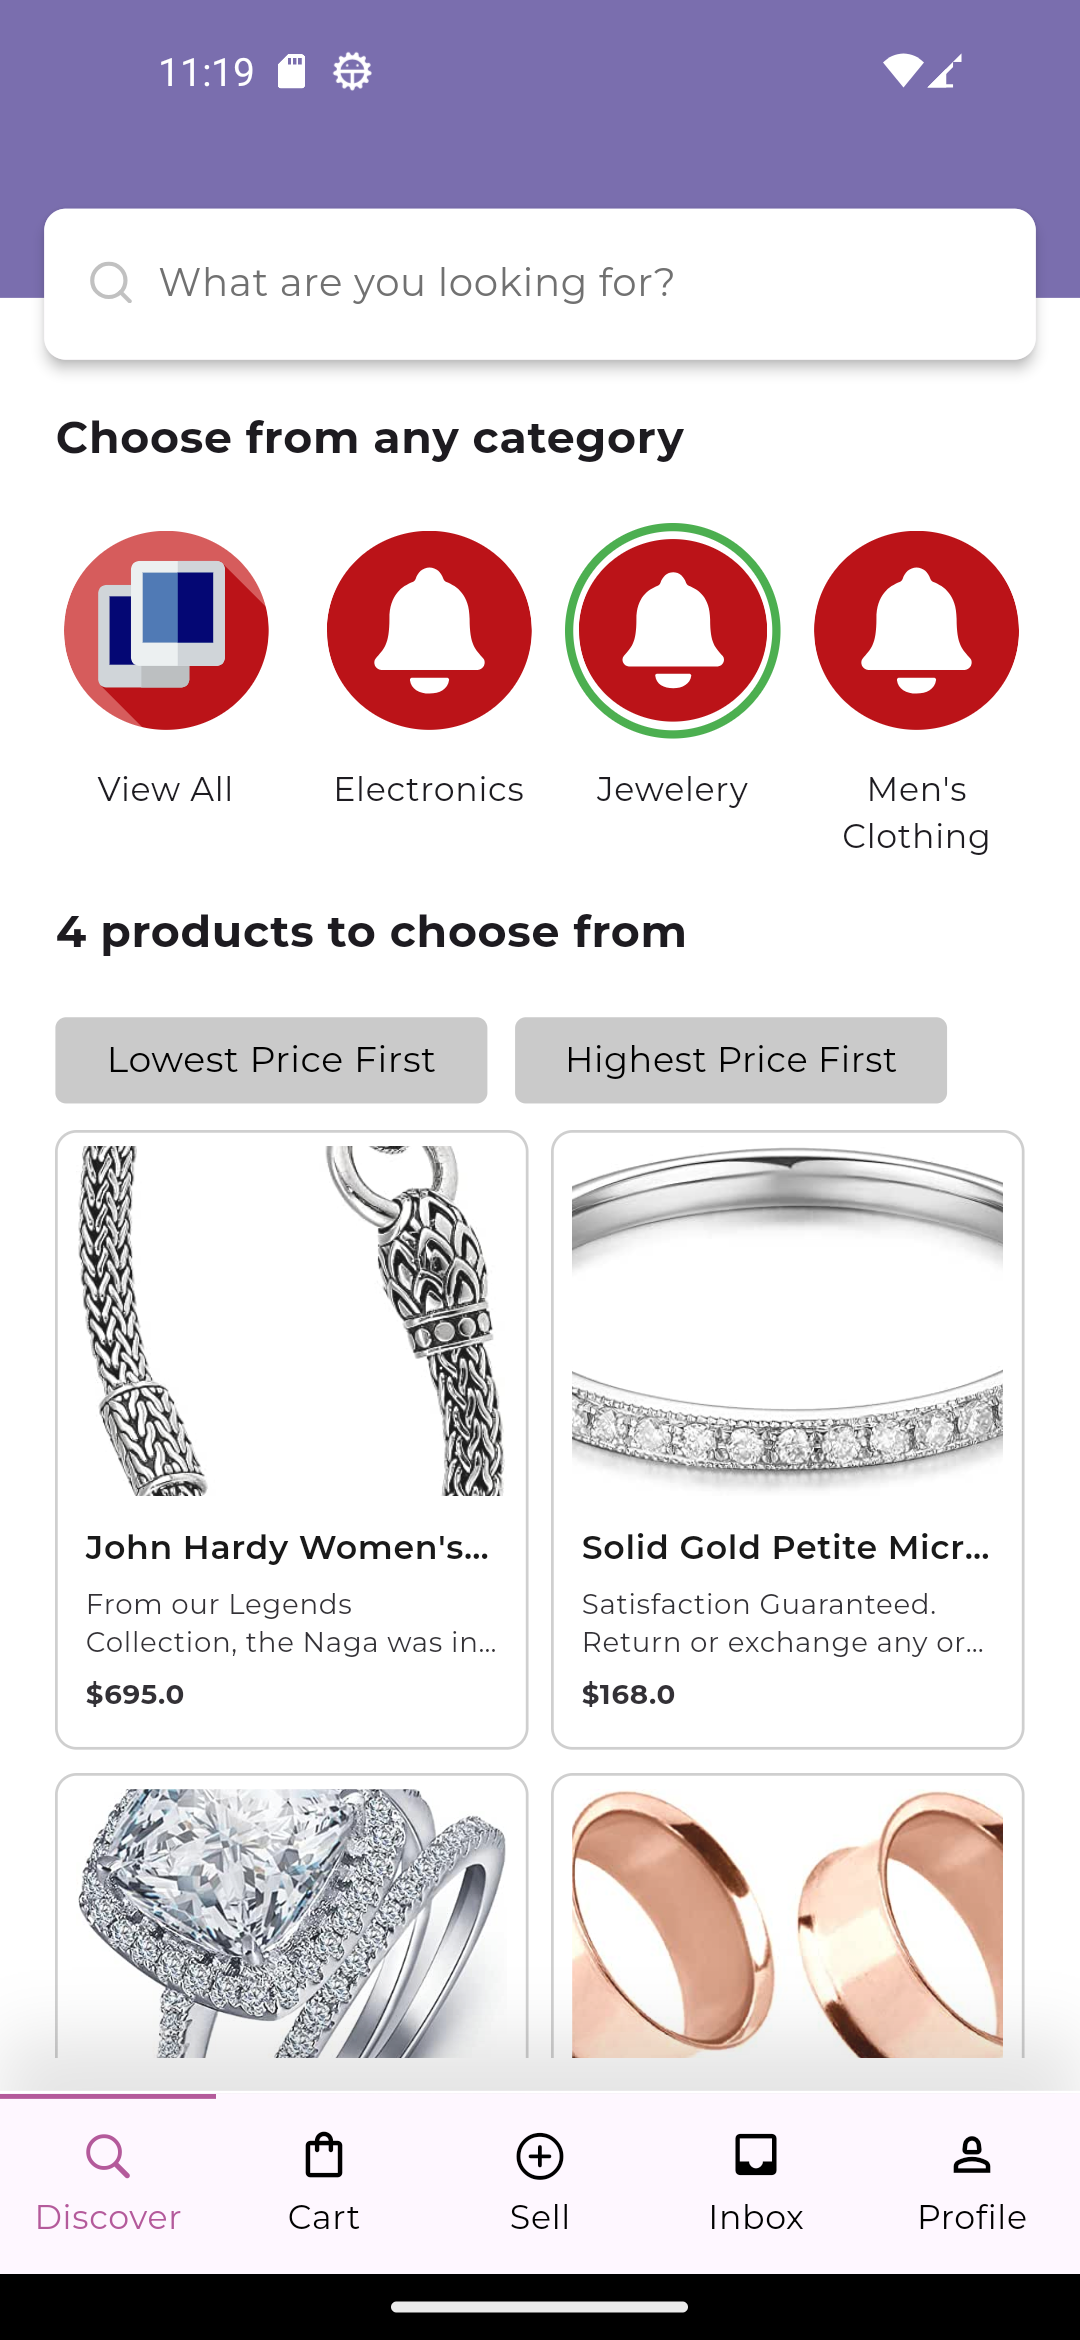 11:19
What are you looking for?
Choose from any category
View All
Electronics
Jewelery
Men's
Clothing
4 products to choose from
Lowest Price First
Highest Price First
John Hardy Women's...
From our Legends
Collection, the Naga was in...
$695.0
Solid Gold Petite Micr...
Satisfaction Guaranteed.
Return or exchange any or...
$168.0
Discover
Cart
Sell
Inbox
Profile